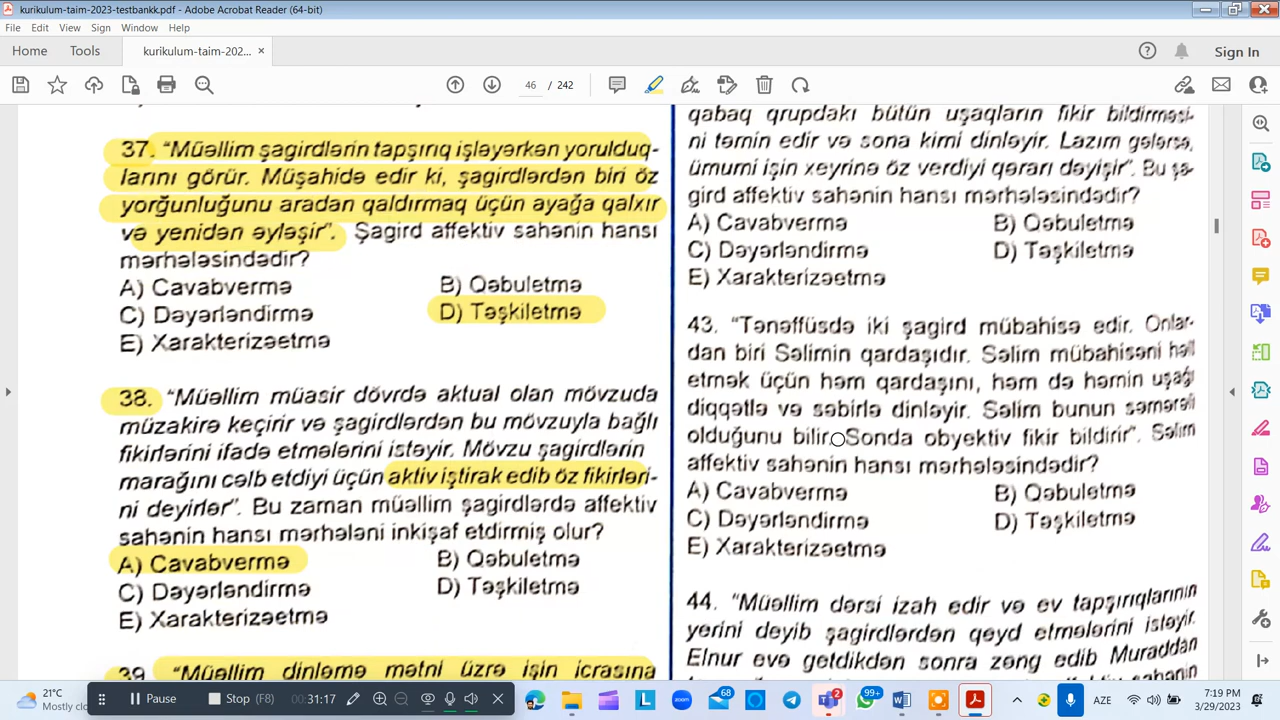 kurikulum-taim-2023-testbankk.pdf - Adobe Acrobat Reader (64-bit)
File Edit View Sign Window Help
Home Tools kurikulum-taim-202... × Sign In
46 / 242
37. “Müəllim şagirdlərin tapşırıq işləyərkən yorulduq-
larını görür. Müşahidə edir ki, şagirdlərdən biri öz
yorğunluğunu aradan qaldırmaq üçün ayağa qalxır
və yenidən əyləşir”. Şagird affektiv sahənin hansı
mərhələsindədir?
A) Cavabvermə B) Qəbuletmə
C) Dəyərləndirmə D) Təşkiletmə
E) Xarakterizəetmə
38. “Müəllim müasir dövrdə aktual olan mövzuda
müzakirə keçirir və şagirdlərdən bu mövzuyla bağlı
fikirlərini ifadə etmələrini istəyir. Mövzu şagirdlərin
marağını cəlb etdiyi üçün aktiv iştirak edib öz fikirləri-
ni deyirlər”. Bu zaman müəllim şagirdlərdə affektiv
sahənin hansı mərhələni inkişaf etdirmiş olur?
A) Cavabvermə B) Qəbuletmə
C) Dəyərləndirmə D) Təşkiletmə
E) Xarakterizəetmə
39 “Müəllim dinləmə mətni üzrə işin icrasına
qabaq qrupdakı bütün uşaqların fikir bildirməsi-
ni təmin edir və sona kimi dinləyir. Lazım gələrsə,
ümumi işin xeyrinə öz verdiyi qərarı dəyişir”. Bu şa-
gird affektiv sahənin hansı mərhələsindədir?
A) Cavabvermə B) Qəbuletmə
C) Dəyərləndirmə D) Təşkiletmə
E) Xarakterizəetmə
43. “Tənəffüsdə iki şagird mübahisə edir. Onlar-
dan biri Səlimin qardaşıdır. Səlim mübahisəni həll
etmək üçün həm qardaşını, həm də həmin uşağı
diqqətlə və səbirlə dinləyir. Səlim bunun səmərəli
olduğunu bilir. Sonda obyektiv fikir bildirir”. Səlim
affektiv sahənin hansı mərhələsindədir?
A) Cavabvermə B) Qəbuletmə
C) Dəyərləndirmə D) Təşkiletmə
E) Xarakterizəetmə
44. “Müəllim dərsi izah edir və ev tapşırıqlarının
yerini deyib şagirdlərdən qeyd etmələrini istəyir.
Elnur evə getdikdən sonra zəng edib Muraddan
21°C
Mostly clo
Pause Stop (F8) 00:31:17
68 2 99+
AZE
7:19 PM
3/29/2023